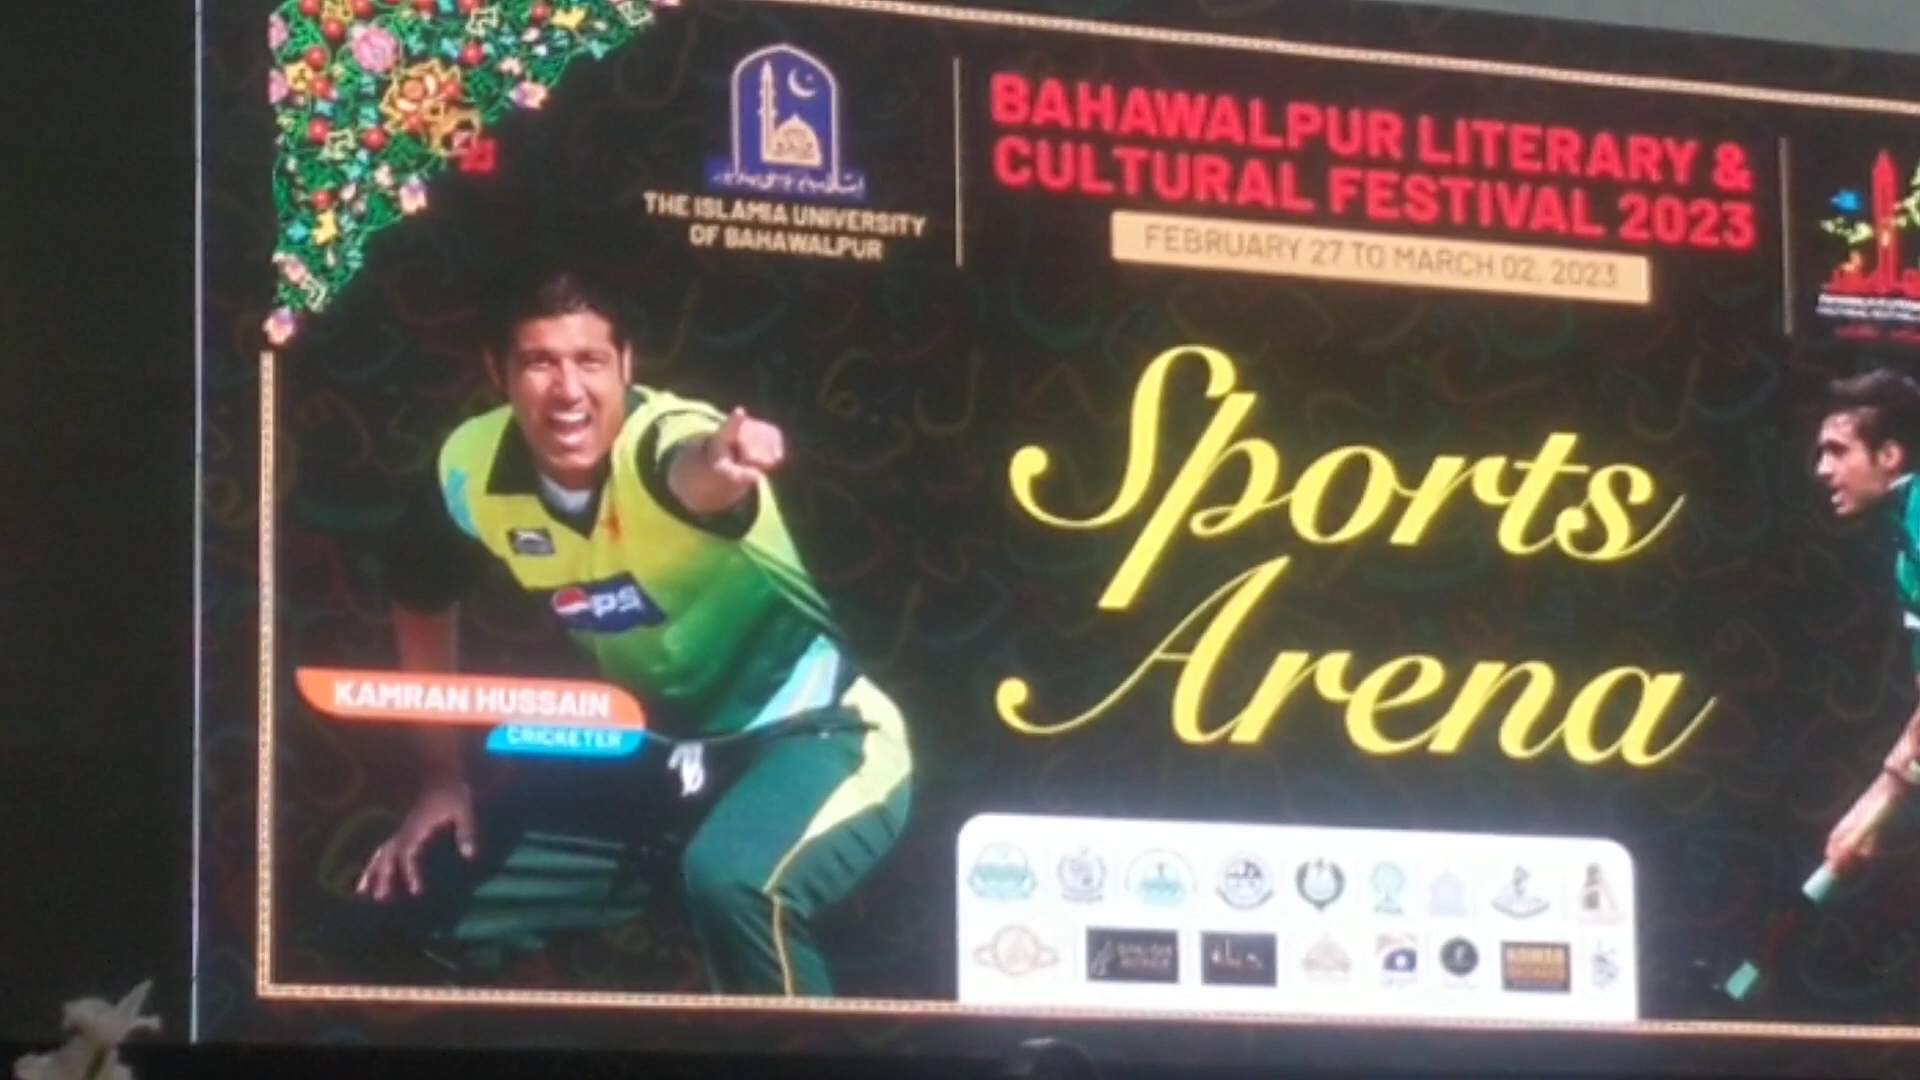 THE ISLAMIA UNIVERSITY
OF BAHAWALPUR
BAHAWALPUR LITERARY &
CULTURAL FESTIVAL 2023
FEBRUARY 27 TO MARCH 02, 2023
Sports
Arena
KAMRAN HUSSAIN
CRICKETER